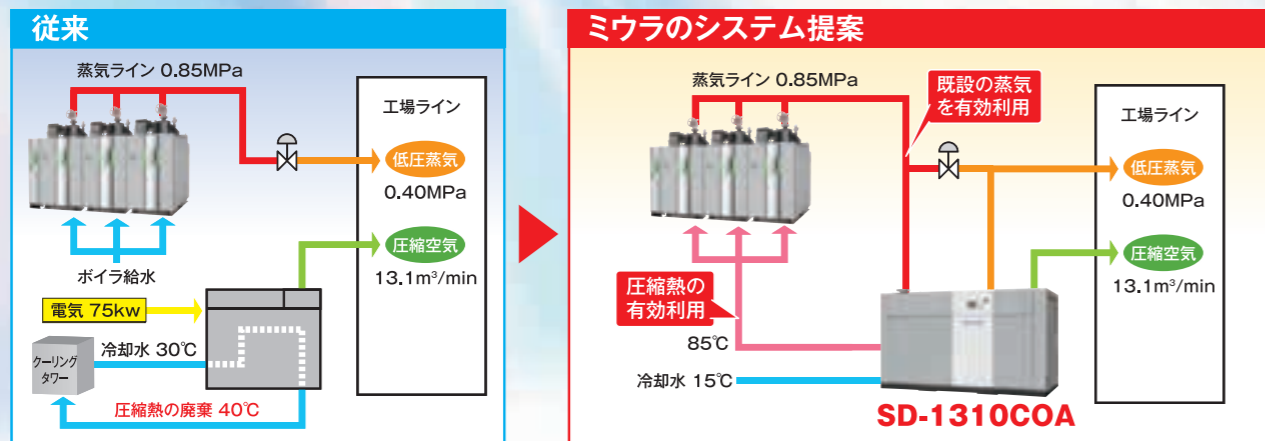 従来
蒸気ライン 0.85MPa
工場ライン
低圧蒸気
0.40MPa
圧縮空気
13.1m³/min
ボイラ給水
電気 75kw
冷却水 30℃
クーリング
タワー
圧縮熱の廃棄 40℃
ミウラのシステム提案
蒸気ライン 0.85MPa
既設の蒸気
を有効利用
工場ライン
低圧蒸気
0.40MPa
圧縮空気
13.1m³/min
圧縮熱の
有効利用
85℃
冷却水 15℃
SD-1310COA